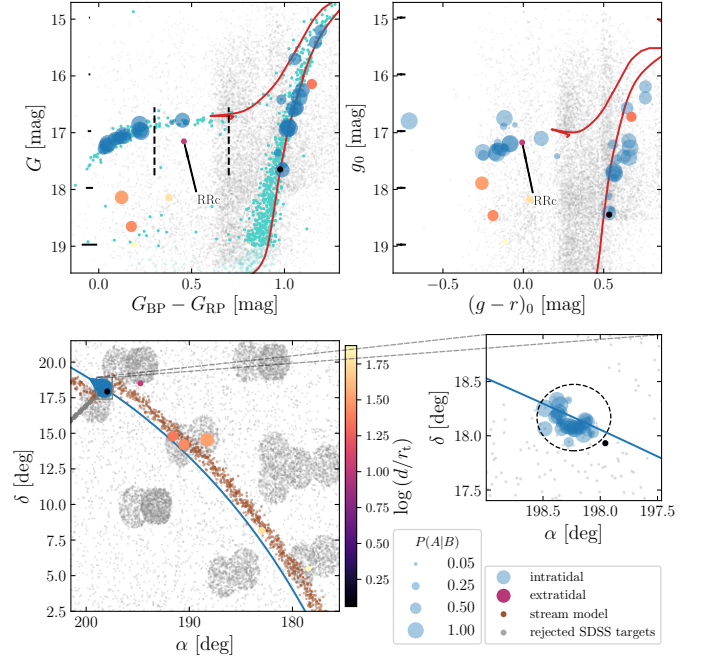 15
16
17
18
19
G [mag]
0.0
0.5
1.0
G_BP − G_RP [mag]
RRc
15
16
17
18
19
g_0 [mag]
−0.5
0.0
0.5
(g − r)_0 [mag]
RRc
20.0
17.5
15.0
12.5
10.0
7.5
5.0
2.5
δ [deg]
200
190
180
α [deg]
1.75
1.50
1.25
1.00
0.75
0.50
0.25
log (d/r_t)
18.5
18.0
17.5
δ [deg]
198.5
198.0
197.5
α [deg]
P(A|B)
0.05
0.25
0.50
1.00
intratidal
extratidal
stream model
rejected SDSS targets